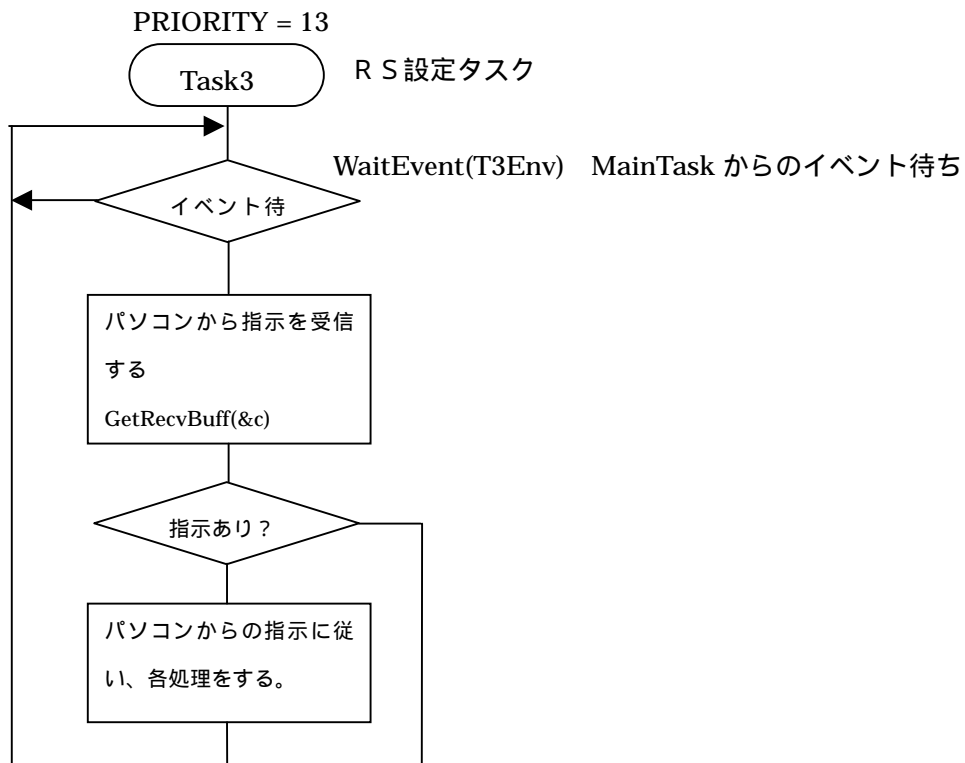 PRIORITY = 13
Task3
ＲＳ設定タスク
WaitEvent(T3Env)　MainTask からのイベント待ち
イベント待
パソコンから指示を受信
する
GetRecvBuff(&c)
指示あり？
パソコンからの指示に従
い、各処理をする。